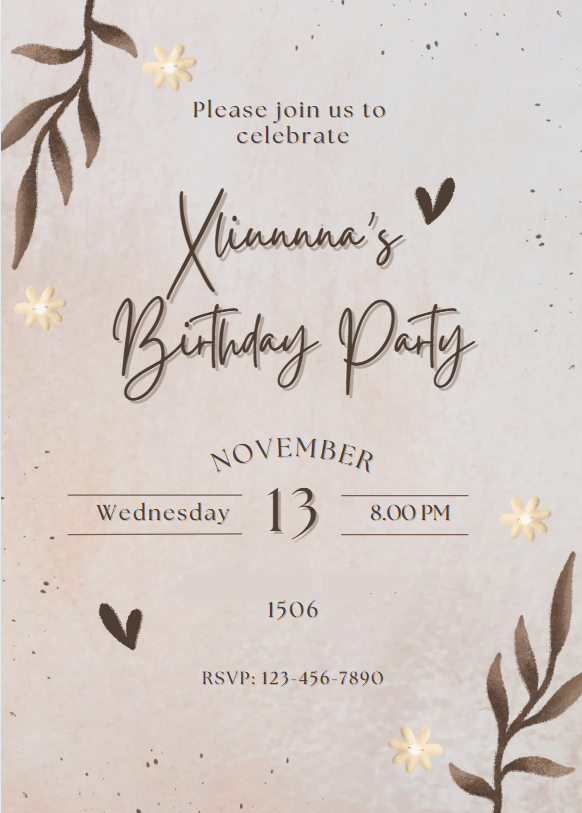 Please join us to
celebrate
Xliunnna's
Birthday Party
NOVEMBER
Wednesday 13 8.00 PM
1506
RSVP: 123-456-7890